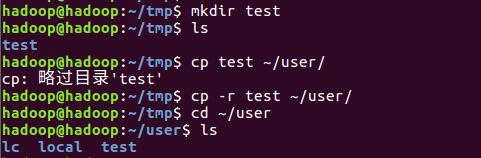 hadoop@hadoop:~/tmp$ mkdir test
hadoop@hadoop:~/tmp$ ls
test
hadoop@hadoop:~/tmp$ cp test ~/user/
cp: 略过目录'test'
hadoop@hadoop:~/tmp$ cp -r test ~/user/
hadoop@hadoop:~/tmp$ cd ~/user
hadoop@hadoop:~/user$ ls
lc  local  test